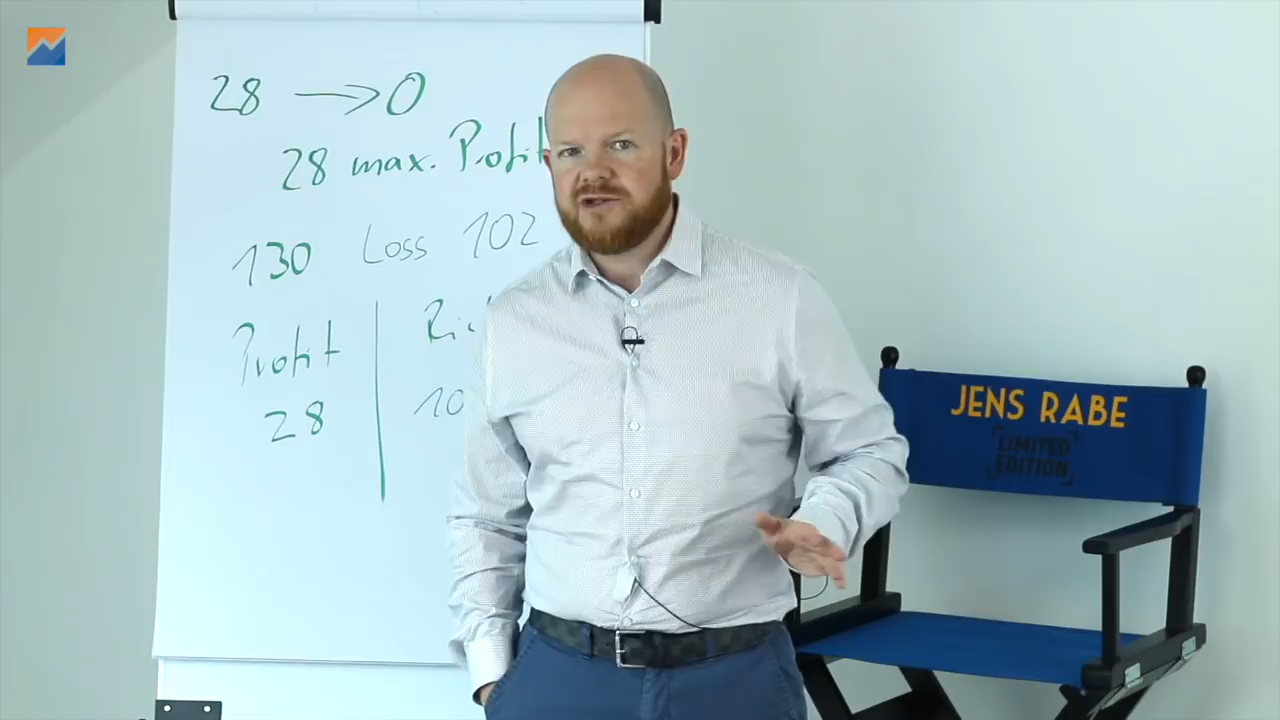 28 → 0
28 max. Profit
130 Loss 102
Profit
28
JENS RABE
LIMITED
EDITION